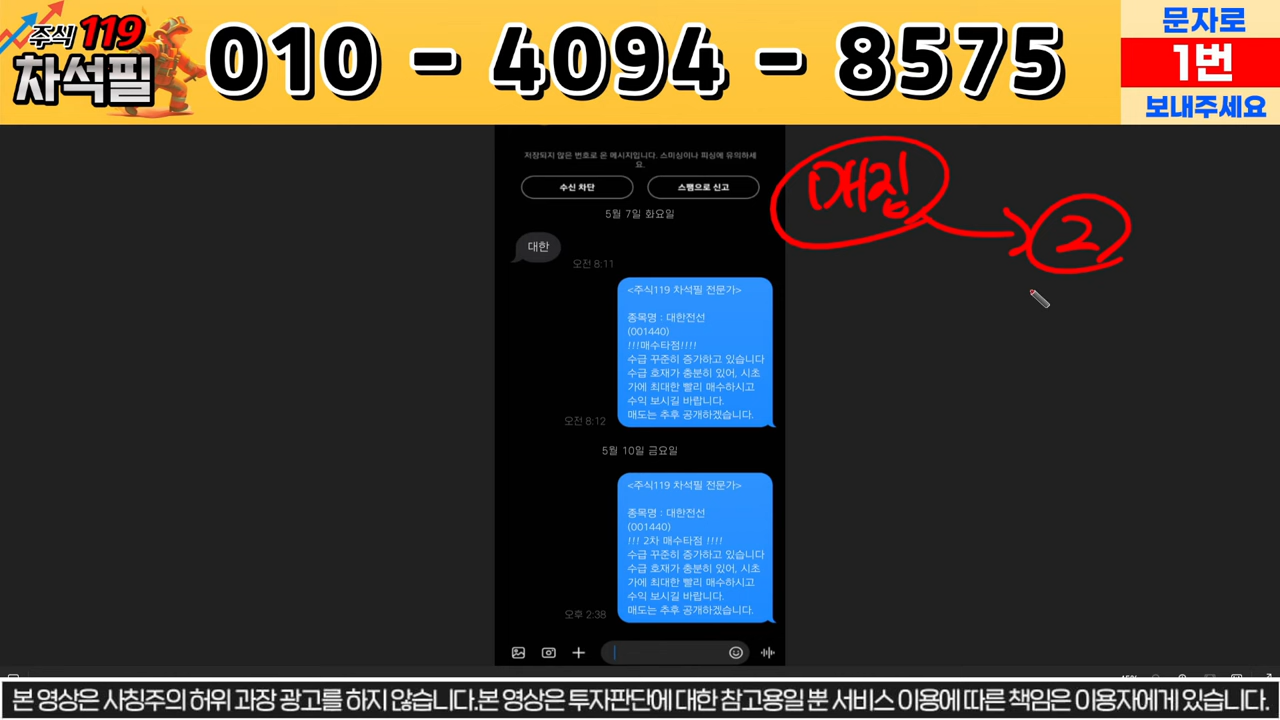 주식 119
차석필
010 - 4094 - 8575
문자로
1번
보내주세요
저장되지 않은 번호로 온 메시지입니다. 스미싱이나 피싱에 유의하세
요.
수신 차단
스팸으로 신고
5월 7일 화요일
대한
오전 8:11
<주식119 차석필 전문가>
종목명 : 대한전선
(001440)
!!!매수타점!!!!
수급 꾸준히 증가하고 있습니다
수급 호재가 충분히 있어, 시초
가에 최대한 빨리 매수하시고
수익 보시길 바랍니다.
매도는 추후 공개하겠습니다.
오전 8:12
5월 10일 금요일
<주식119 차석필 전문가>
종목명 : 대한전선
(001440)
!!! 2차 매수타점 !!!!
수급 꾸준히 증가하고 있습니다
수급 호재가 충분히 있어, 시초
가에 최대한 빨리 매수하시고
수익 보시길 바랍니다.
매도는 추후 공개하겠습니다.
오후 2:38
매집
2
본 영상은 사칭주의 허위 과장 광고를 하지 않습니다.본 영상은 투자판단에 대한 참고용일 뿐 서비스 이용에 따른 책임은 이용자에게 있습니다.